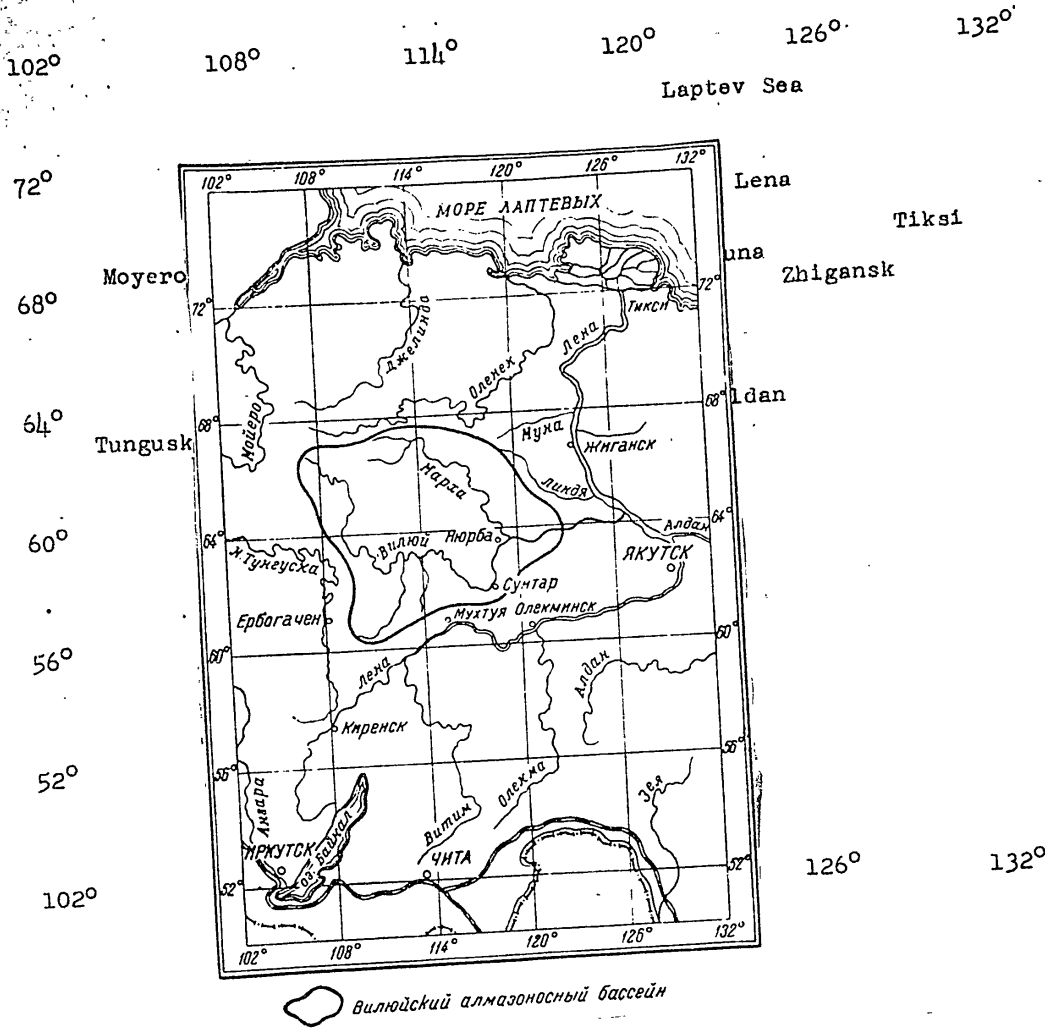 102° 108° 114° 120° 126° 132°
Laptev Sea
102° 108° 114° 120° 126° 132°
72° Lena
МОРЕ ЛАПТЕВЫХ
Tiksi
una
Moyero Zhigansk
68°
72° 72°
Тикси
Лена
Джелинда
Оленек
68° ldan
64°
68°
Муна
Tungusk
Мойеро
Жиганск
Марха
Линдя
64° Алдан
60°
64° Вилюй Нюрба ЯКУТСК
Н. Тунгуска
Сунтар
Ербогачен Мухтуя Олекминск
60°
56° 60°
Лена
Алдан
Киренск
56°
52°
56°
Ангара
Олекма
Зея
Витим
ИРКУТСК
оз. Байкал
ЧИТА
52° 126° 132°
102°
52°
102° 108° 114° 120° 126° 132°
Вилюйский алмазоносный бассейн